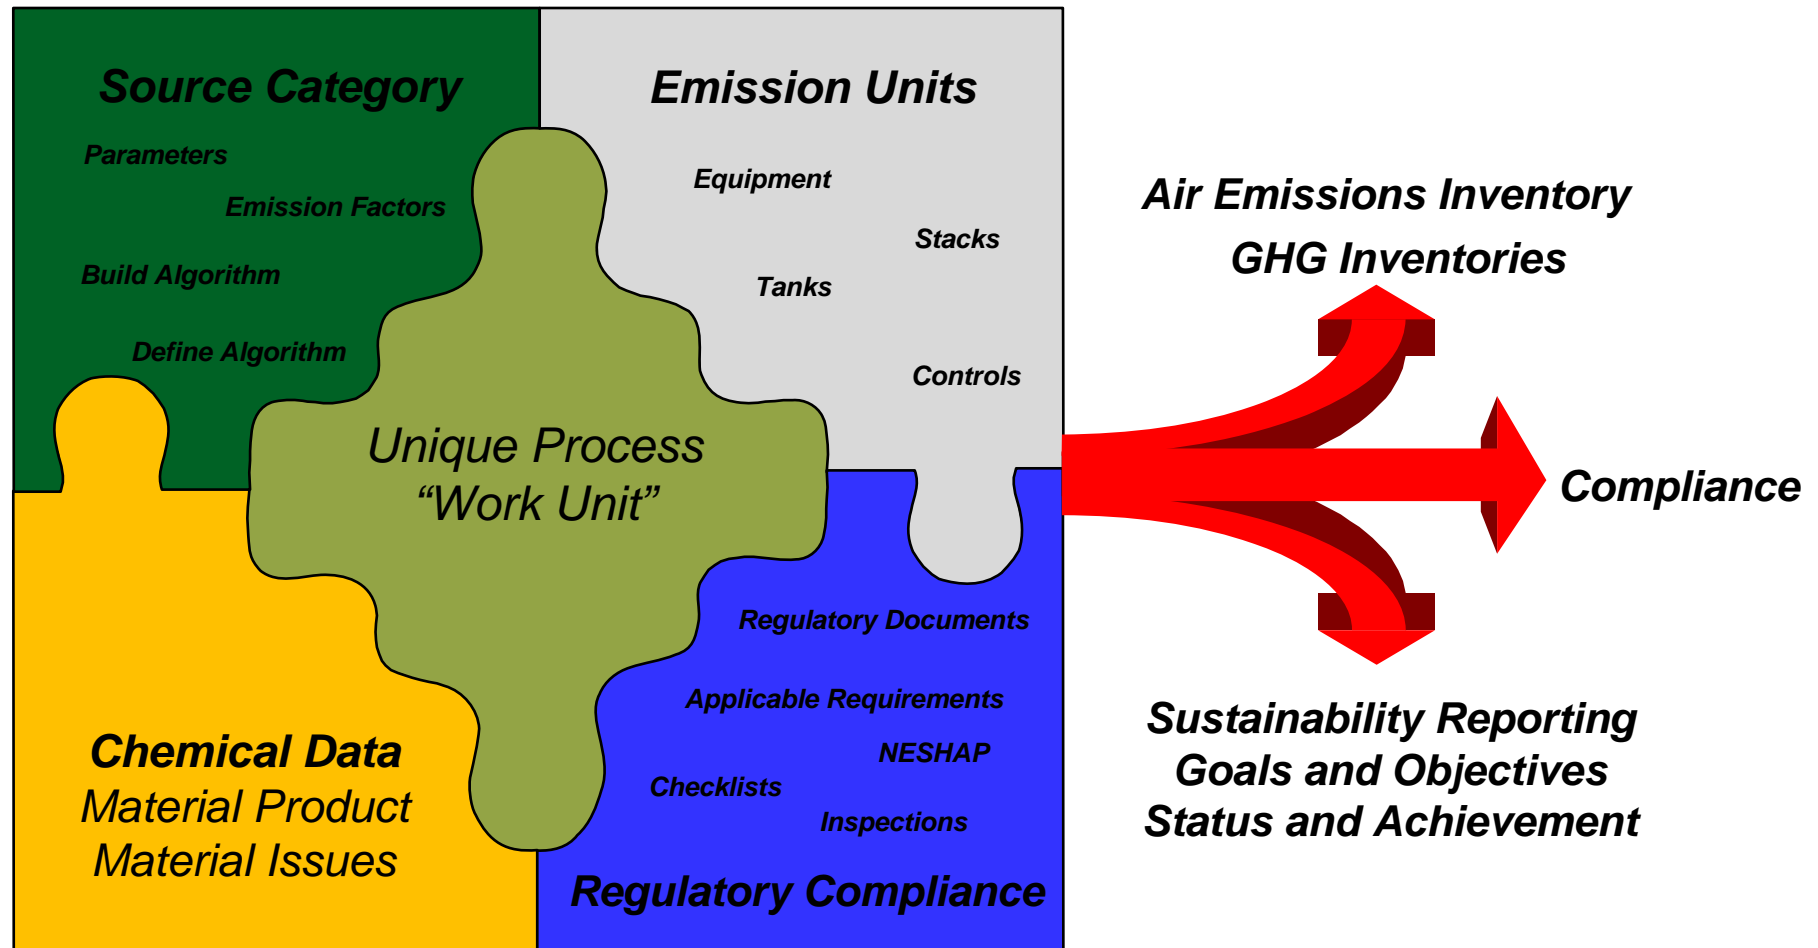 Source Category
Parameters
Emission Factors
Build Algorithm
Define Algorithm
Emission Units
Equipment
Stacks
Tanks
Controls
Unique Process
“Work Unit”
Chemical Data
Material Product
Material Issues
Regulatory Documents
Applicable Requirements
NESHAP
Checklists
Inspections
Regulatory Compliance
Air Emissions Inventory
GHG Inventories
Compliance
Sustainability Reporting
Goals and Objectives
Status and Achievement